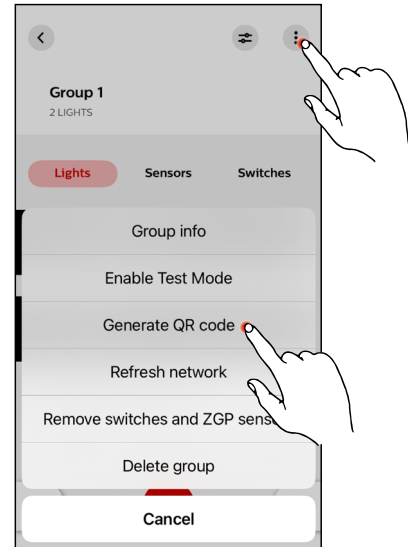 Group 1
2 LIGHTS
Lights Sensors Switches
Group info
Enable Test Mode
Generate QR code
Refresh network
Remove switches and ZGP
Delete group
Cancel